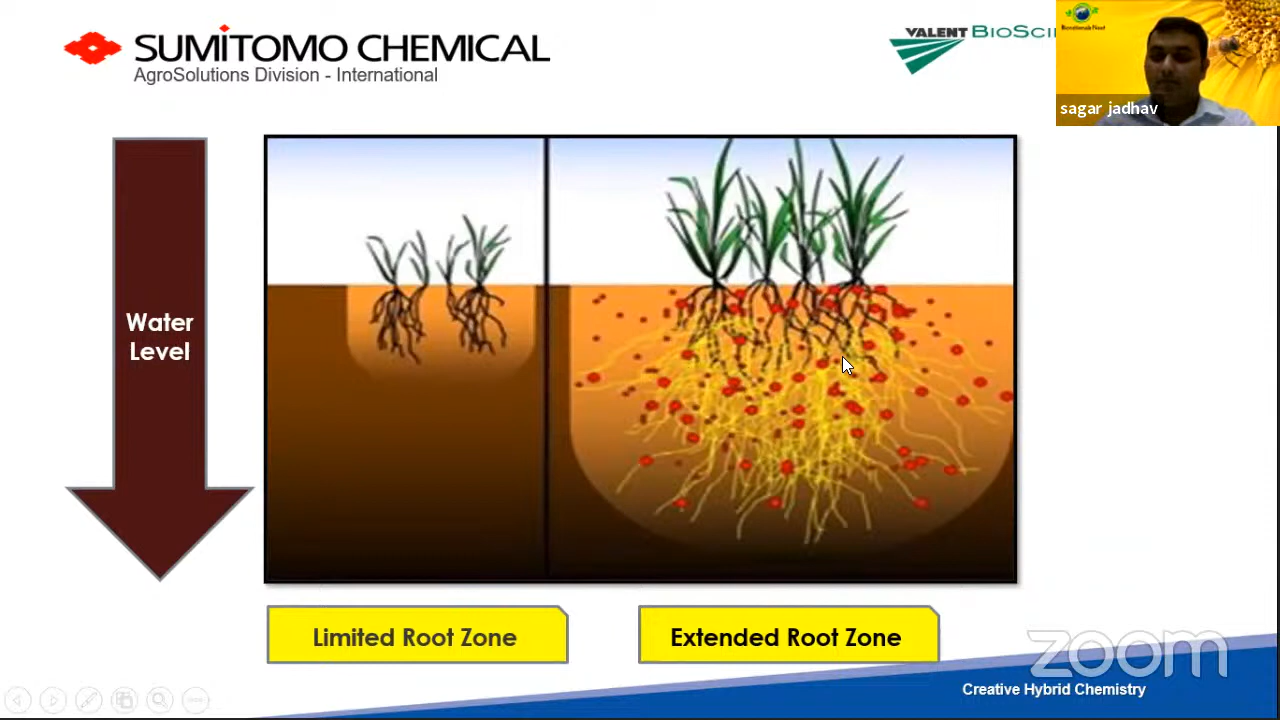 SUMITOMO CHEMICAL
AgroSolutions Division - International
VALENT BIOSCI
sagar jadhav
Water
Level
Limited Root Zone
Extended Root Zone
zoom
Creative Hybrid Chemistry